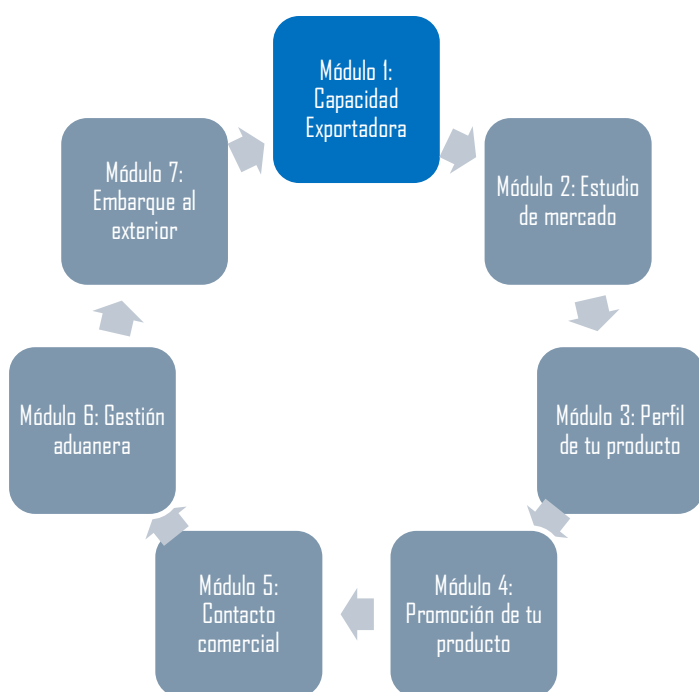 Módulo 1:
Capacidad
Exportadora
Módulo 2: Estudio
de mercado
Módulo 3: Perfil
de tu producto
Módulo 4:
Promoción de tu
producto
Módulo 5:
Contacto
comercial
Módulo 6: Gestión
aduanera
Módulo 7:
Embarque al
exterior